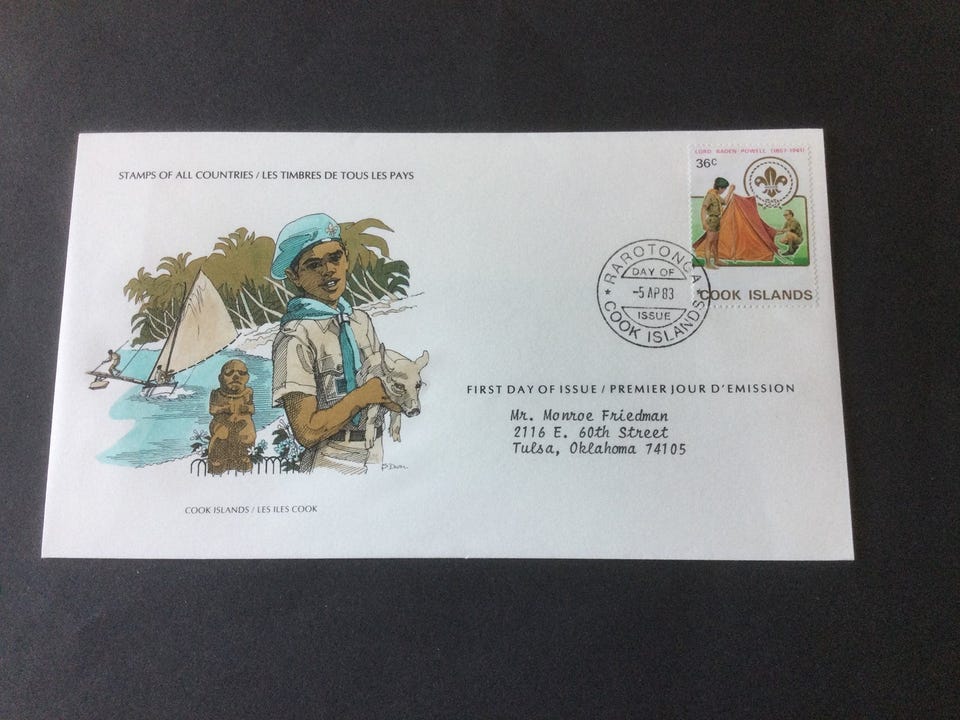 STAMPS OF ALL COUNTRIES / LES TIMBRES DE TOUS LES PAYS
LORD BADEN-POWELL (1857-1941)
36c
COOK ISLANDS
RAROTONGA
DAY OF
-5 AP 83
ISSUE
COOK ISLANDS
FIRST DAY OF ISSUE / PREMIER JOUR D'EMISSION
Mr. Monroe Friedman
2116 E. 60th Street
Tulsa, Oklahoma 74105
COOK ISLANDS / LES ILES COOK